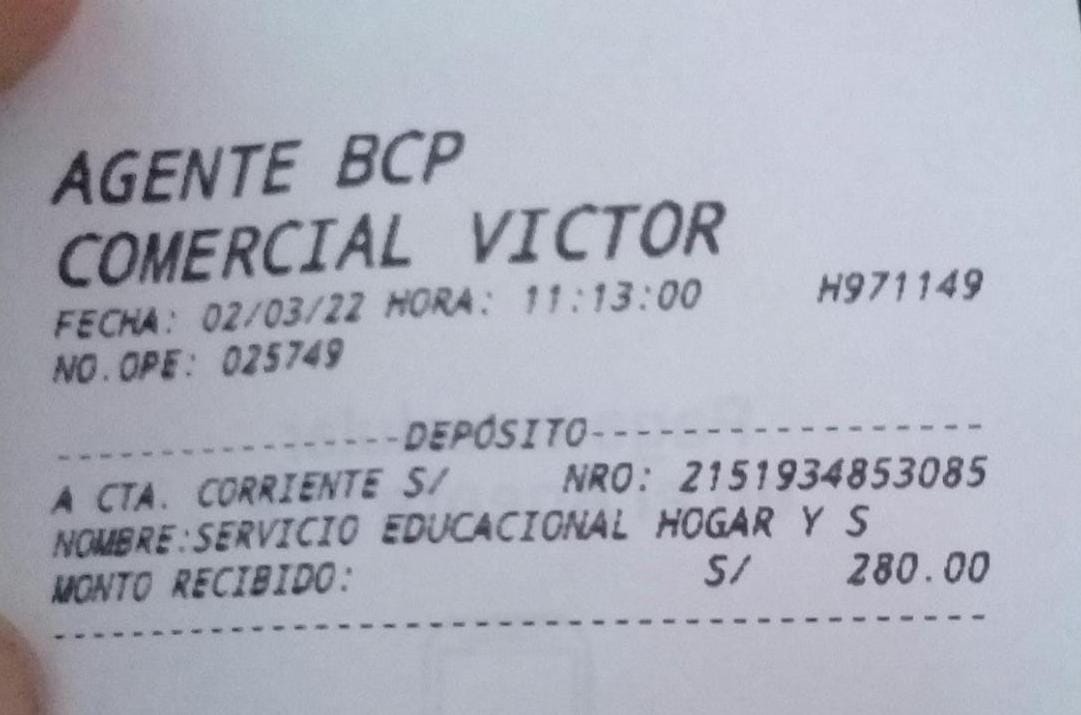 AGENTE BCP
COMERCIAL VICTOR
FECHA: 02/03/22 HORA: 11:13:00 H971149
NO.OPE: 025749
--------------DEPÓSITO----------------
A CTA. CORRIENTE S/ NRO: 2151934853085
NOMBRE:SERVICIO EDUCACIONAL HOGAR Y S
MONTO RECIBIDO: S/ 280.00
--------------------------------------